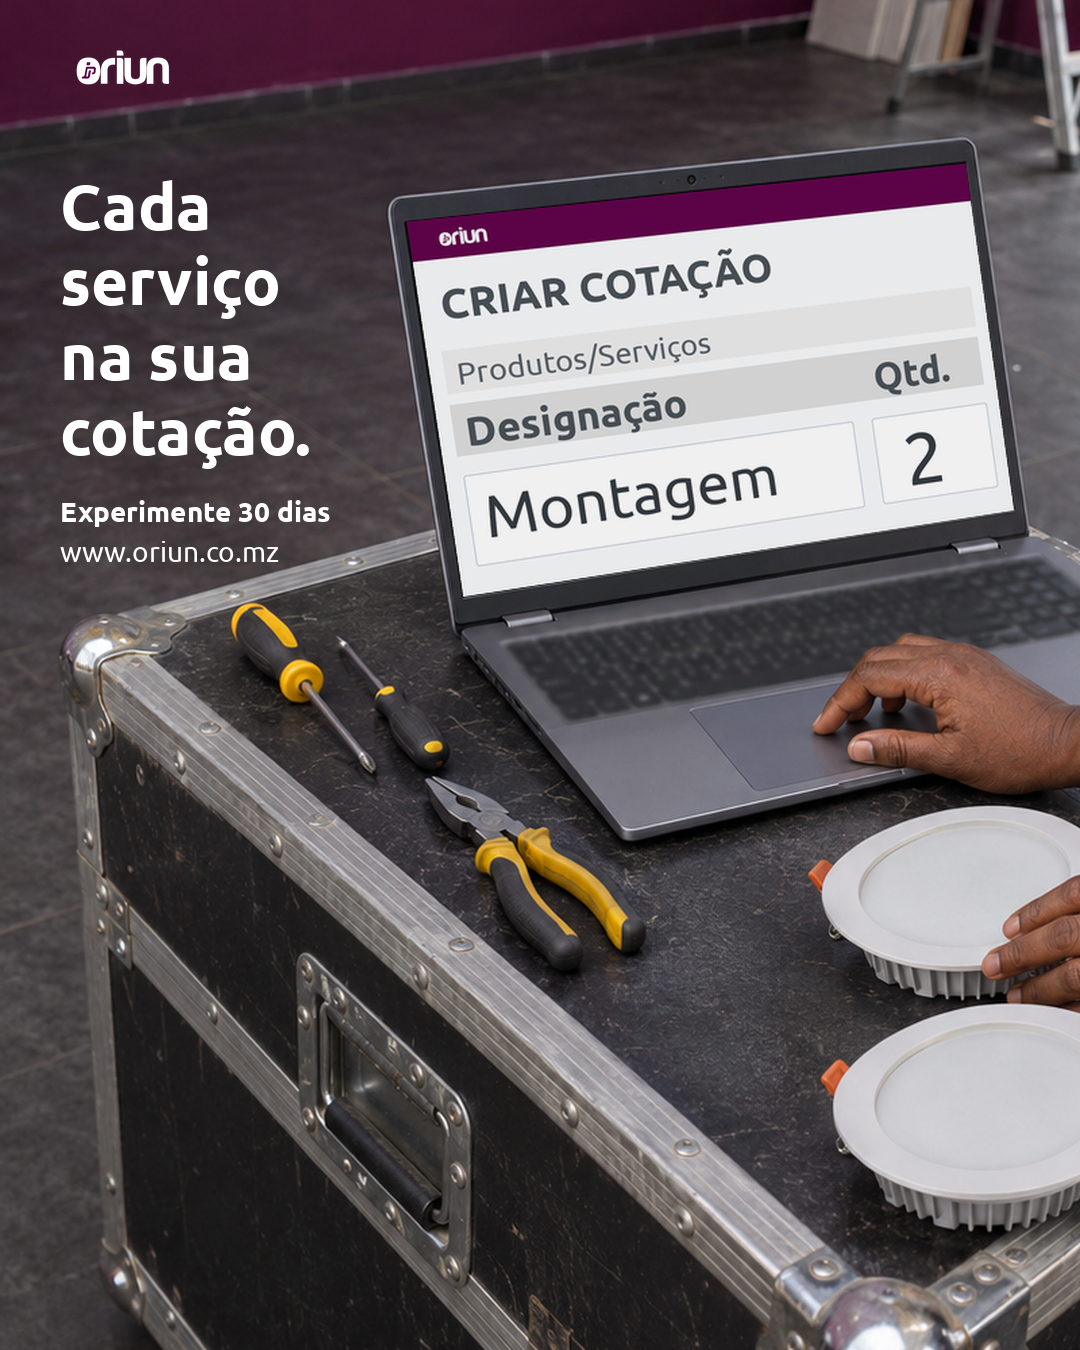 oriun
Cada
serviço
na sua
cotação.
Experimente 30 dias
www.oriun.co.mz
oriun
CRIAR COTAÇÃO
Produtos/Serviços
Designação Qtd.
Montagem 2